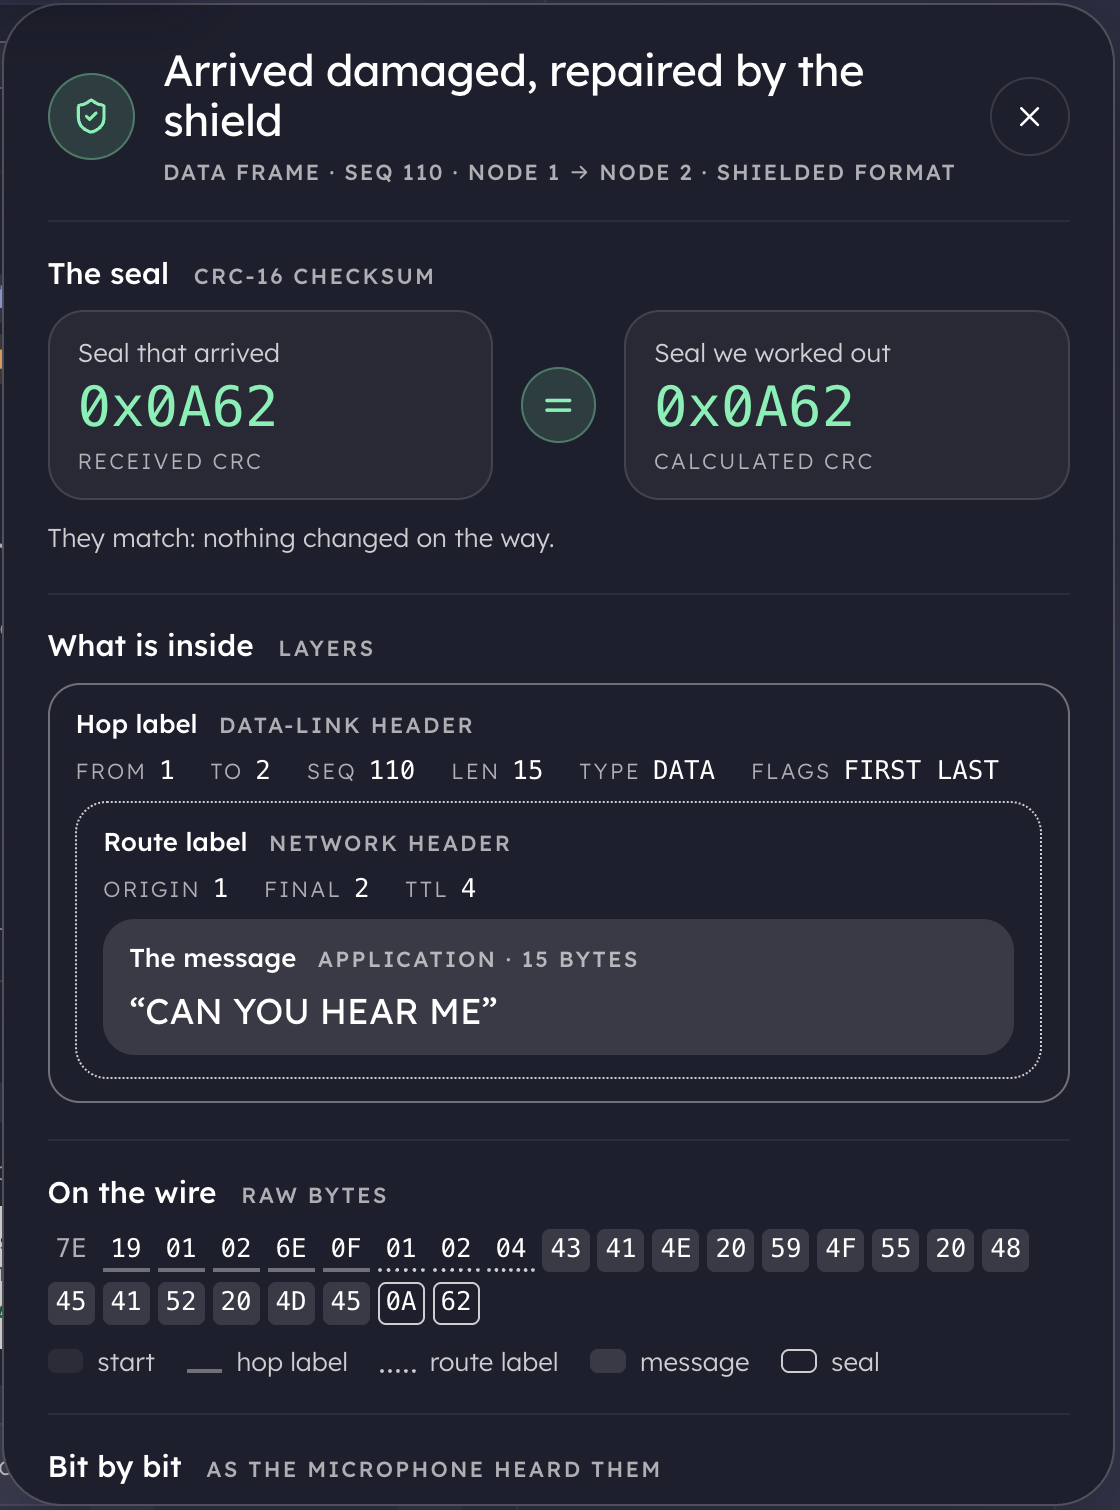 Arrived damaged, repaired by the
shield
DATA FRAME · SEQ 110 · NODE 1 → NODE 2 · SHIELDED FORMAT
The seal CRC-16 CHECKSUM
Seal that arrived
0x0A62
RECEIVED CRC
=
Seal we worked out
0x0A62
CALCULATED CRC
They match: nothing changed on the way.
What is inside LAYERS
Hop label DATA-LINK HEADER
FROM 1 TO 2 SEQ 110 LEN 15 TYPE DATA FLAGS FIRST LAST
Route label NETWORK HEADER
ORIGIN 1 FINAL 2 TTL 4
The message APPLICATION · 15 BYTES
“CAN YOU HEAR ME”
On the wire RAW BYTES
7E 19 01 02 6E 0F 01 02 04 43 41 4E 20 59 4F 55 20 48
45 41 52 20 4D 45 0A 62
start hop label route label message seal
Bit by bit AS THE MICROPHONE HEARD THEM